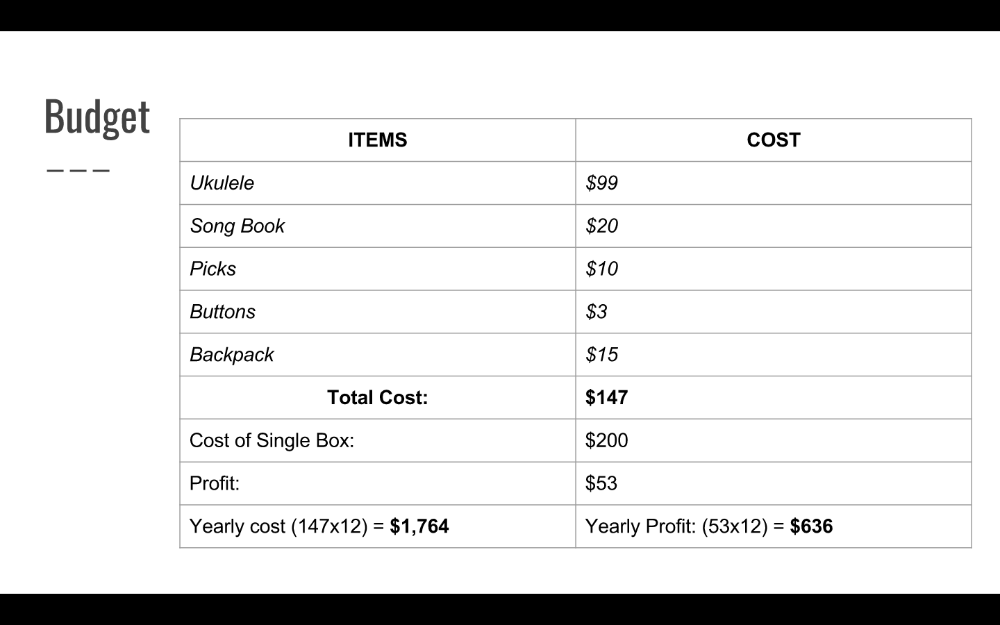 Budget
ITEMS COST
Ukulele $99
Song Book $20
Picks $10
Buttons $3
Backpack $15
Total Cost: $147
Cost of Single Box: $200
Profit: $53
Yearly cost (147x12) = $1,764 Yearly Profit: (53x12) = $636